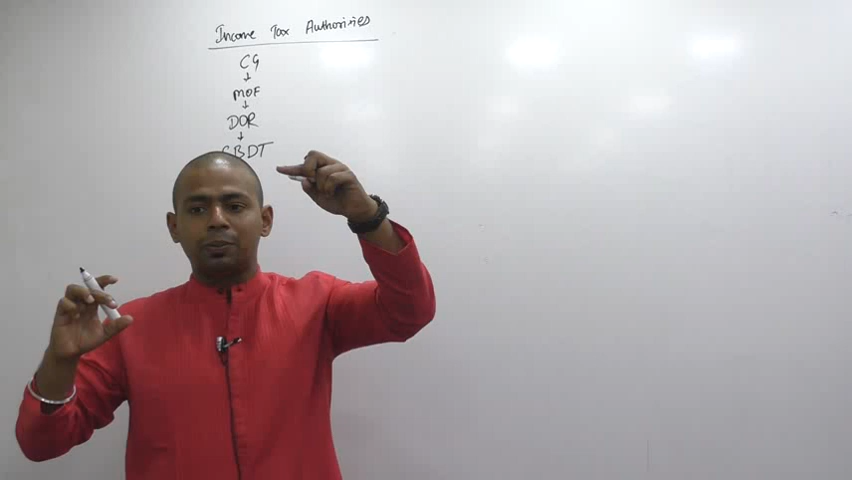 Income Tax Authorities
CG
↓
MOF
↓
DOR
↓
CBDT